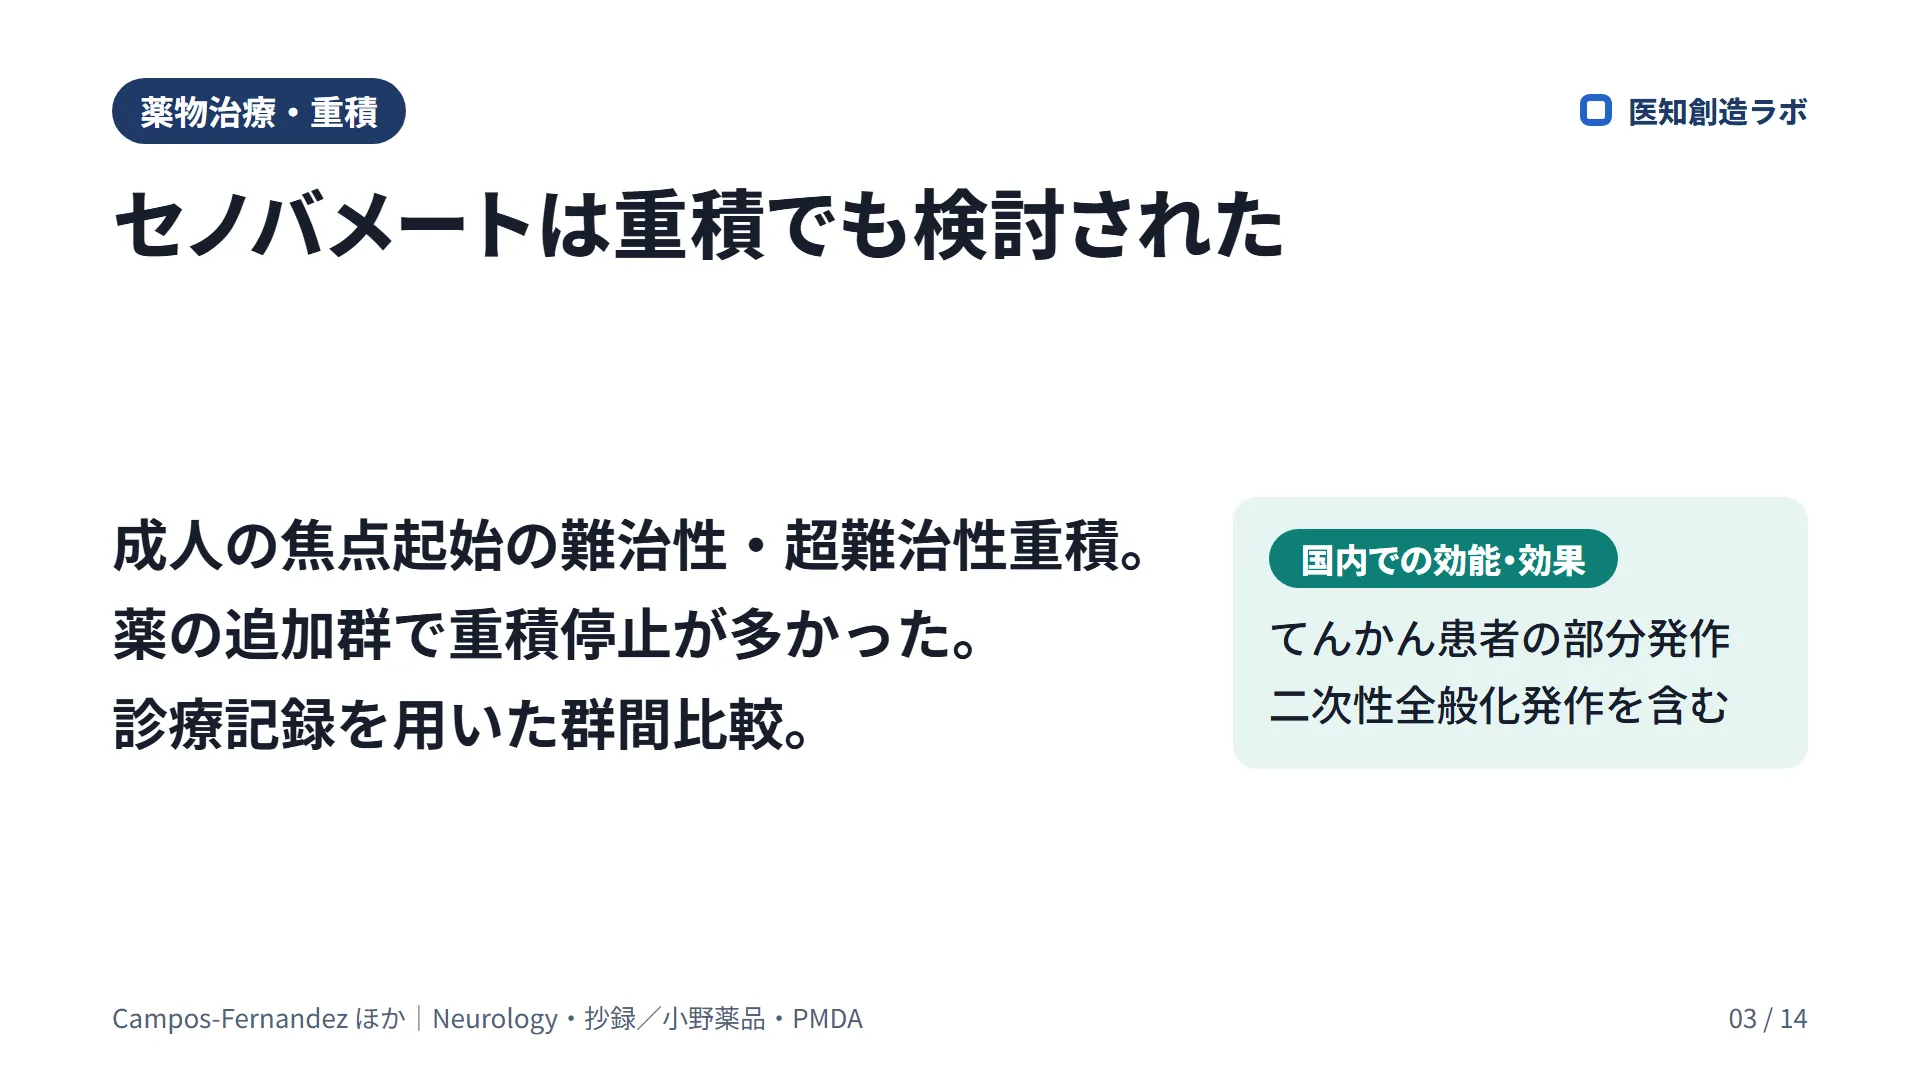 薬物治療・重積
医知創造ラボ
セノバメートは重積でも検討された
成人の焦点起始の難治性・超難治性重積。
薬の追加群で重積停止が多かった。
診療記録を用いた群間比較。
国内での効能・効果
てんかん患者の部分発作
二次性全般化発作を含む
Campos-Fernandez ほか｜Neurology・抄録／小野薬品・PMDA
03 / 14